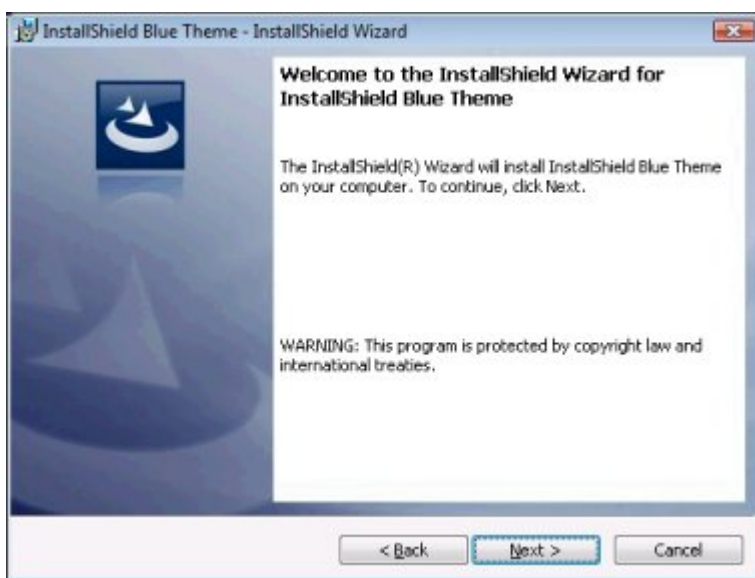 InstallShield Blue Theme - InstallShield Wizard
Welcome to the InstallShield Wizard for
InstallShield Blue Theme
The InstallShield(R) Wizard will install InstallShield Blue Theme
on your computer. To continue, click Next.
WARNING: This program is protected by copyright law and
international treaties.
< Back
Next >
Cancel